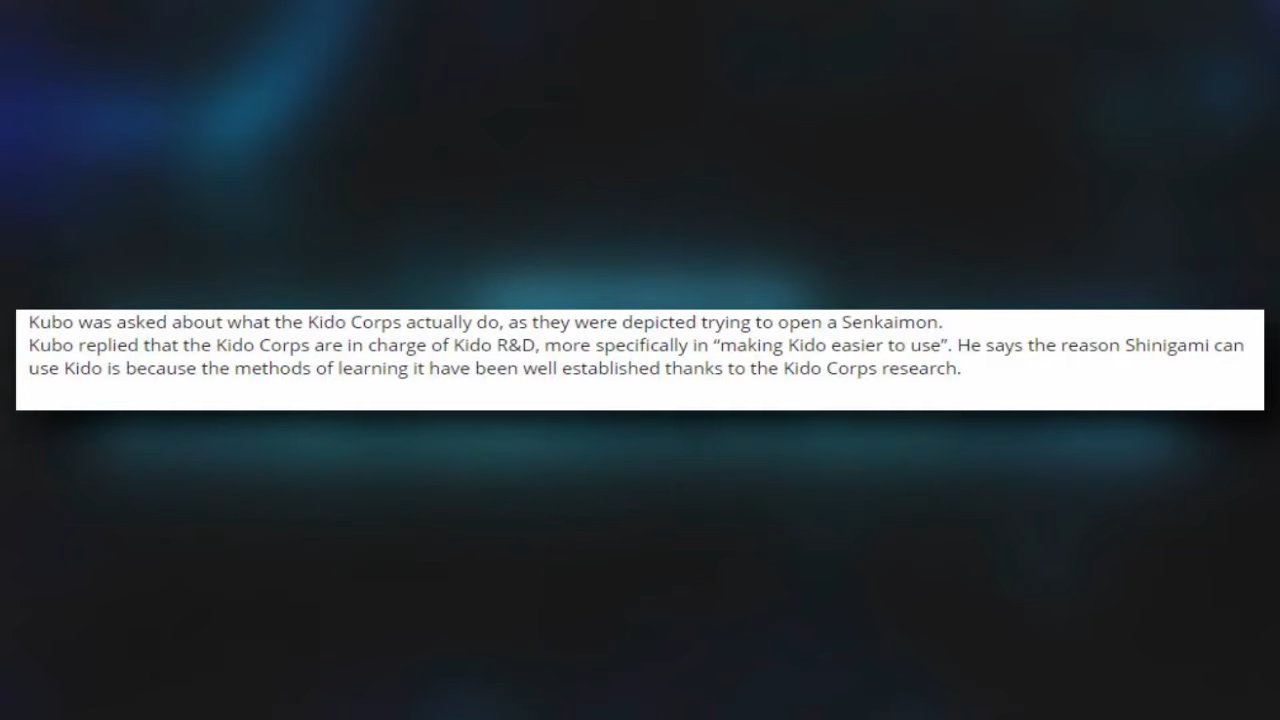 Kubo was asked about what the Kido Corps actually do, as they were depicted trying to open a Senkaimon.
Kubo replied that the Kido Corps are in charge of Kido R&D, more specifically in “making Kido easier to use”. He says the reason Shinigami can
use Kido is because the methods of learning it have been well established thanks to the Kido Corps research.